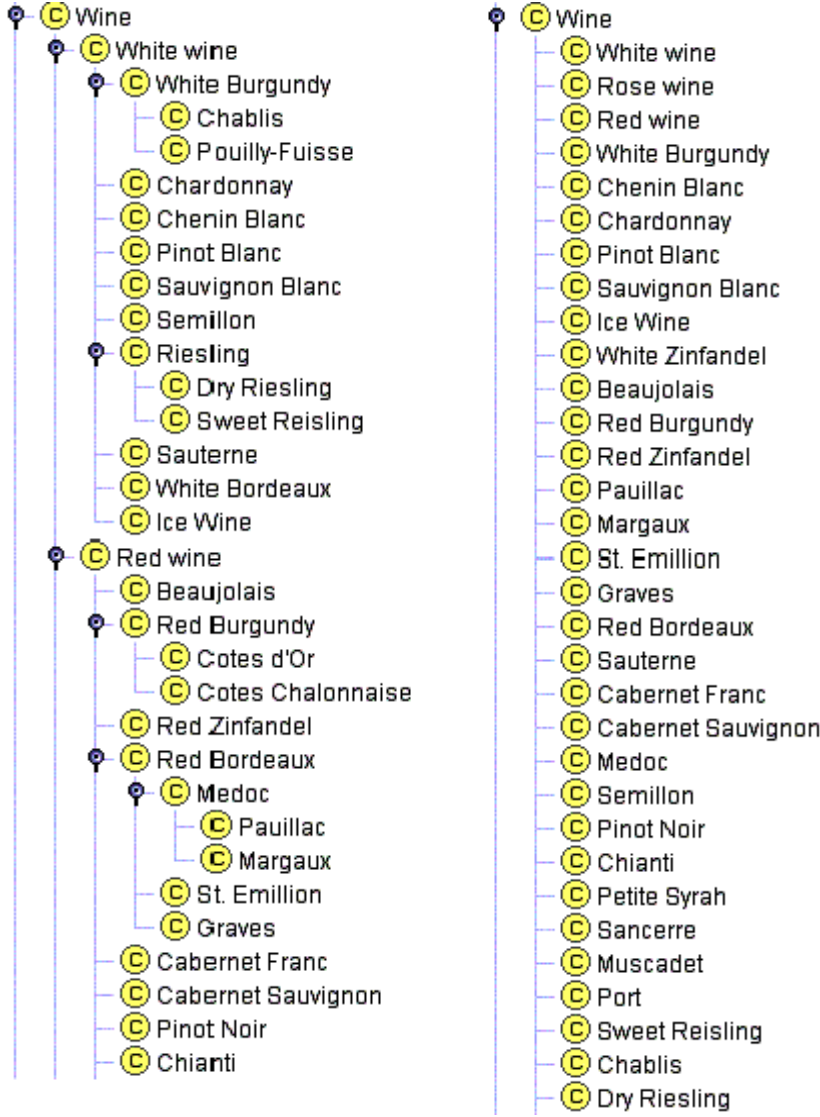 C Wine
C White wine
C White Burgundy
C Chablis
C Pouilly-Fuisse
C Chardonnay
C Chenin Blanc
C Pinot Blanc
C Sauvignon Blanc
C Semillon
C Riesling
C Dry Riesling
C Sweet Reisling
C Sauterne
C White Bordeaux
C Ice Wine
C Red wine
C Beaujolais
C Red Burgundy
C Cotes d'Or
C Cotes Chalonnaise
C Red Zinfandel
C Red Bordeaux
C Medoc
C Pauillac
C Margaux
C St. Emillion
C Graves
C Cabernet Franc
C Cabernet Sauvignon
C Pinot Noir
C Chianti
C Wine
C White wine
C Rose wine
C Red wine
C White Burgundy
C Chenin Blanc
C Chardonnay
C Pinot Blanc
C Sauvignon Blanc
C Ice Wine
C White Zinfandel
C Beaujolais
C Red Burgundy
C Red Zinfandel
C Pauillac
C Margaux
C St. Emillion
C Graves
C Red Bordeaux
C Sauterne
C Cabernet Franc
C Cabernet Sauvignon
C Medoc
C Semillon
C Pinot Noir
C Chianti
C Petite Syrah
C Sancerre
C Muscadet
C Port
C Sweet Reisling
C Chablis
C Dry Riesling